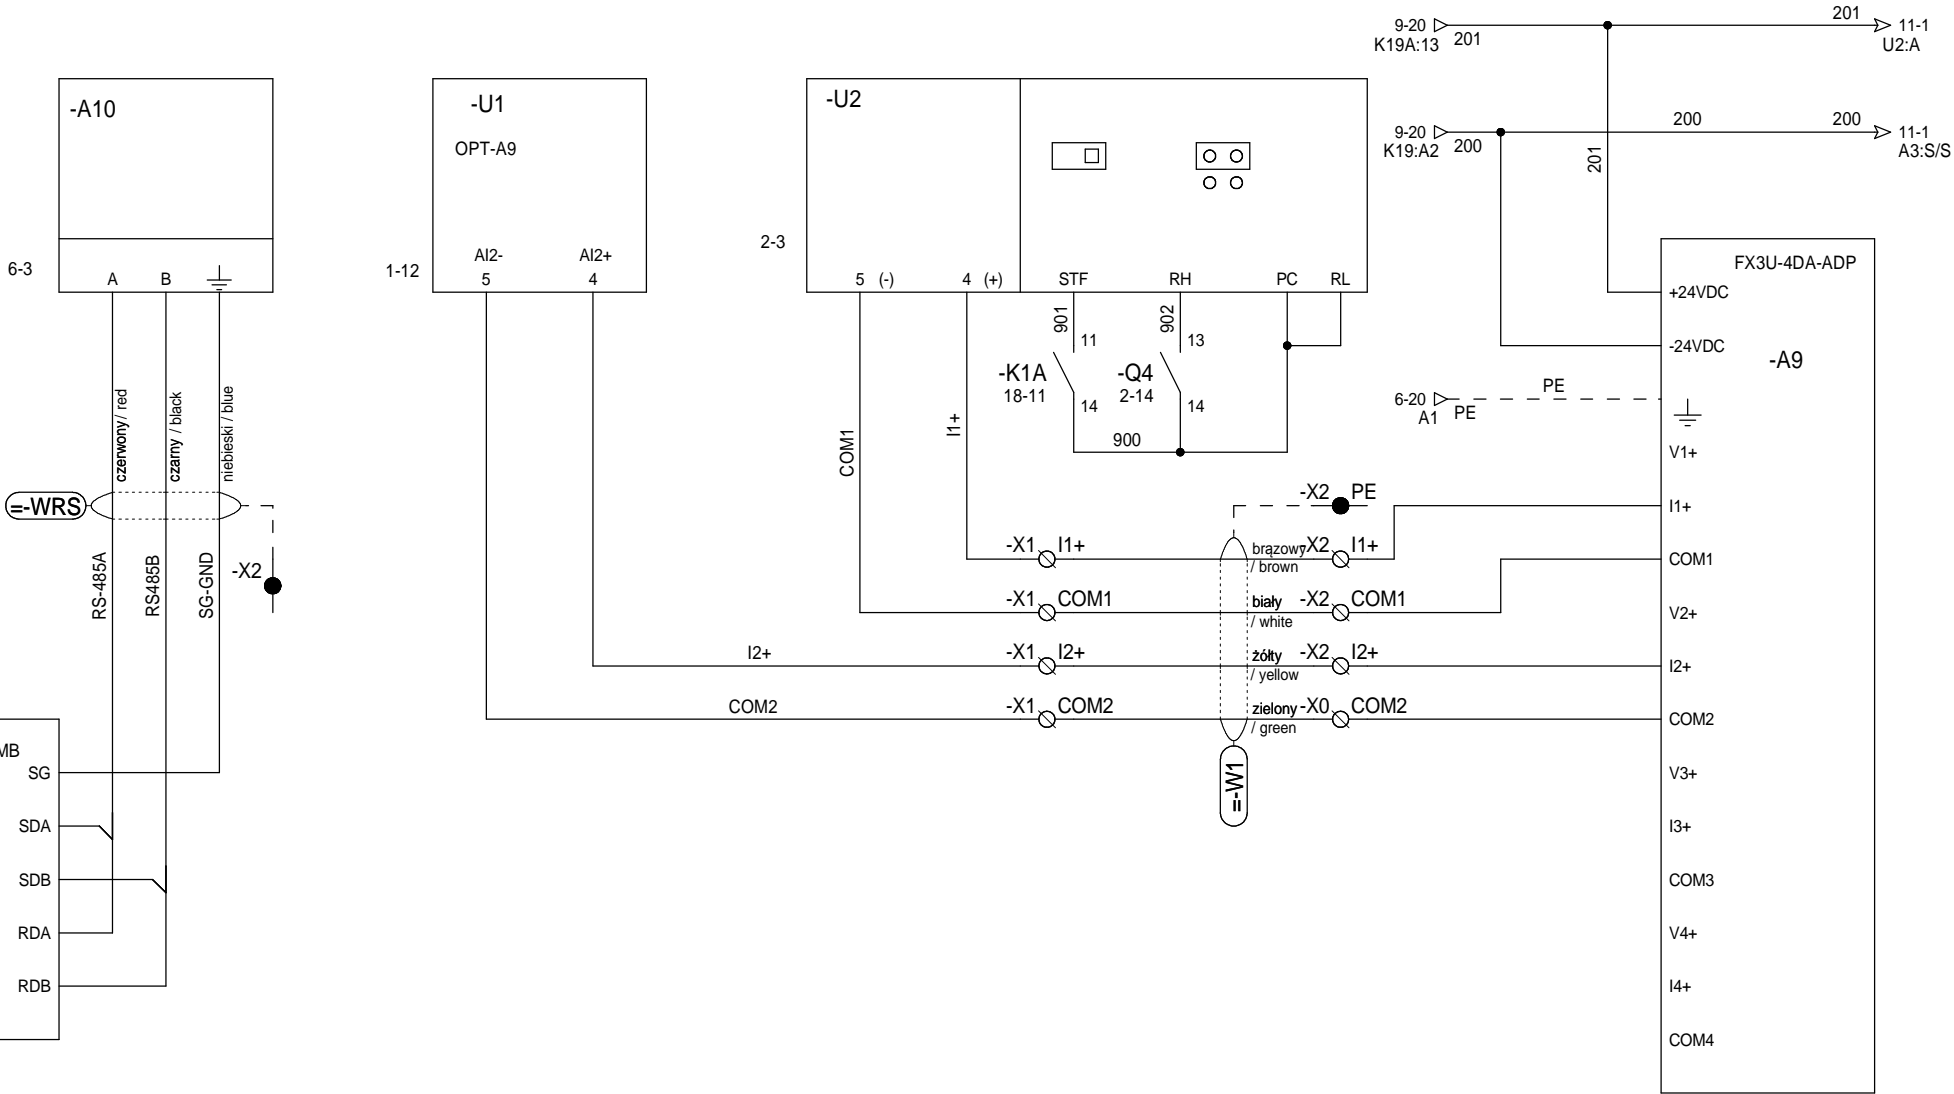 201
9-20
11-1
K19A:13
201
U2:A
200
200
9-20
11-1
K19:A2
200
A3:S/S
201
-A10
6-3
A
B
czerwony / red
czarny / black
niebieski / blue
=-WRS
RS-485A
RS485B
SG-GND
-X2
MB
SG
SDA
SDB
RDA
RDB
-U1
OPT-A9
AI2-
AI2+
1-12
5
4
-U2
2-3
5 (-)
4 (+)
STF
RH
PC
RL
901
902
11
13
-K1A
18-11
-Q4
2-14
14
14
900
COM1
I1+
-X2 PE
-X1 I1+
brązowy
/ brown
-X2 I1+
-X1 COM1
biały
/ white
-X2 COM1
I2+
-X1 I2+
żółty
/ yellow
-X2 I2+
COM2
-X1 COM2
zielony
/ green
-X0 COM2
=-W1
FX3U-4DA-ADP
+24VDC
-24VDC
-A9
6-20
PE
A1
PE
V1+
I1+
COM1
V2+
I2+
COM2
V3+
I3+
COM3
V4+
I4+
COM4